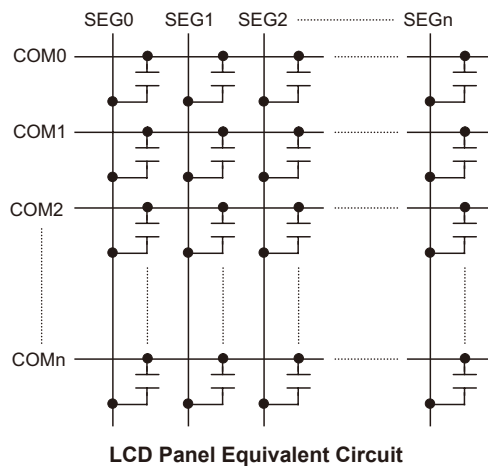 SEG0 SEG1 SEG2 SEGn
COM0
COM1
COM2
COMn
LCD Panel Equivalent Circuit